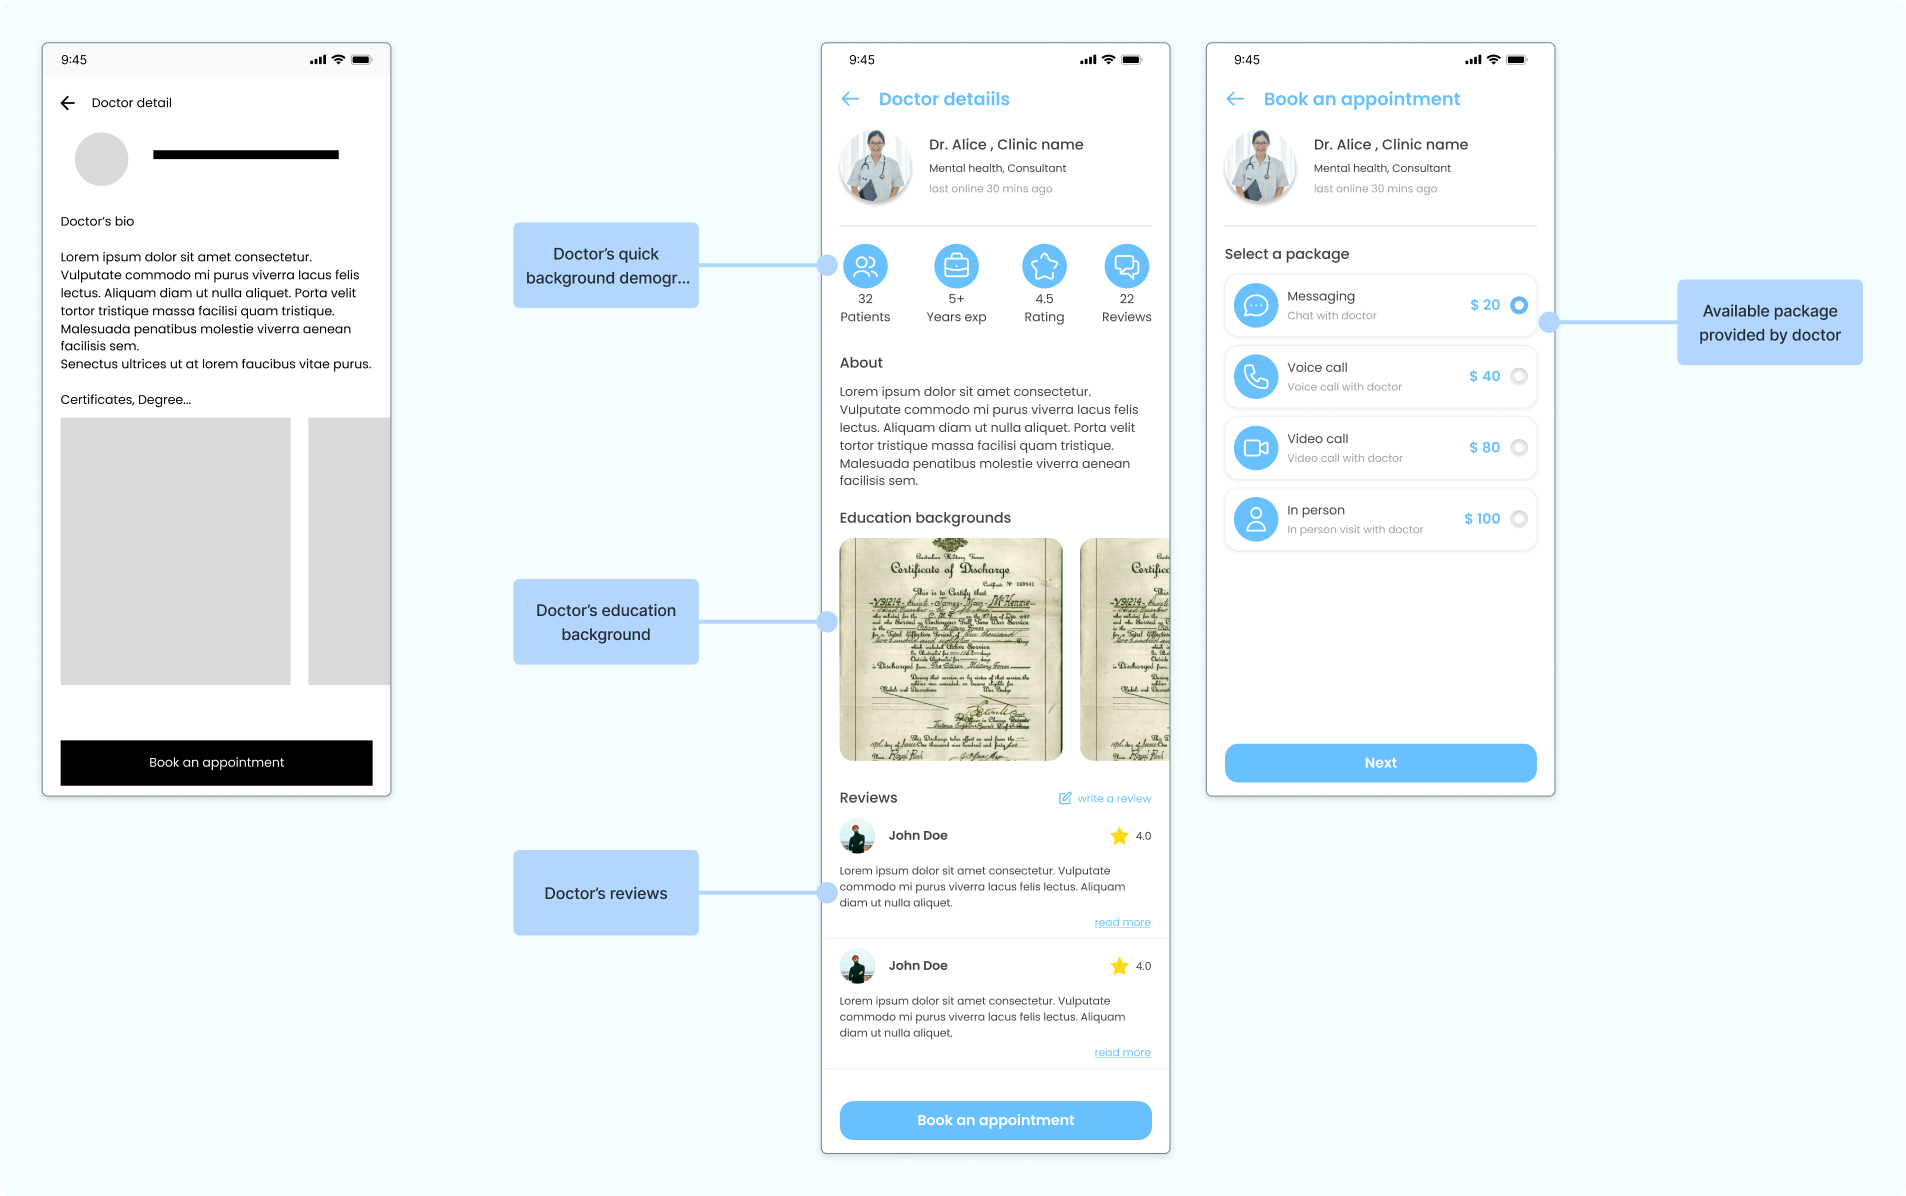 9:45
Doctor detail
Doctor's bio
Lorem ipsum dolor sit amet consectetur.
Vulputate commodo mi purus viverra lacus felis
lectus. Aliquam diam ut nulla aliquet. Porta velit
tortor tristique massa facilisi quam tristique.
Malesuada penatibus molestie viverra aenean
facilisis sem.
Senectus ultrices ut at lorem faucibus vitae purus.
Certificates, Degree...
Book an appointment
Doctor's quick
background demogr...
Doctor's education
background
Doctor's reviews
9:45
Doctor detaiils
Dr. Alice , Clinic name
Mental health, Consultant
last online 30 mins ago
32
Patients
5+
Years exp
4.5
Rating
22
Reviews
About
Lorem ipsum dolor sit amet consectetur.
Vulputate commodo mi purus viverra lacus felis
lectus. Aliquam diam ut nulla aliquet. Porta velit
tortor tristique massa facilisi quam tristique.
Malesuada penatibus molestie viverra aenean
facilisis sem.
Education backgrounds
Australian Military Forces
Certificate of Discharge
Certificate No 169841
This is to Certify that
Reviews
write a review
John Doe
4.0
Lorem ipsum dolor sit amet consectetur. Vulputate
commodo mi purus viverra lacus felis lectus. Aliquam
diam ut nulla aliquet.
read more
John Doe
4.0
Lorem ipsum dolor sit amet consectetur. Vulputate
commodo mi purus viverra lacus felis lectus. Aliquam
diam ut nulla aliquet.
read more
Book an appointment
9:45
Book an appointment
Dr. Alice , Clinic name
Mental health, Consultant
last online 30 mins ago
Select a package
Messaging
Chat with doctor
$ 20
Voice call
Voice call with doctor
$ 40
Video call
Video call with doctor
$ 80
In person
In person visit with doctor
$ 100
Next
Available package
provided by doctor